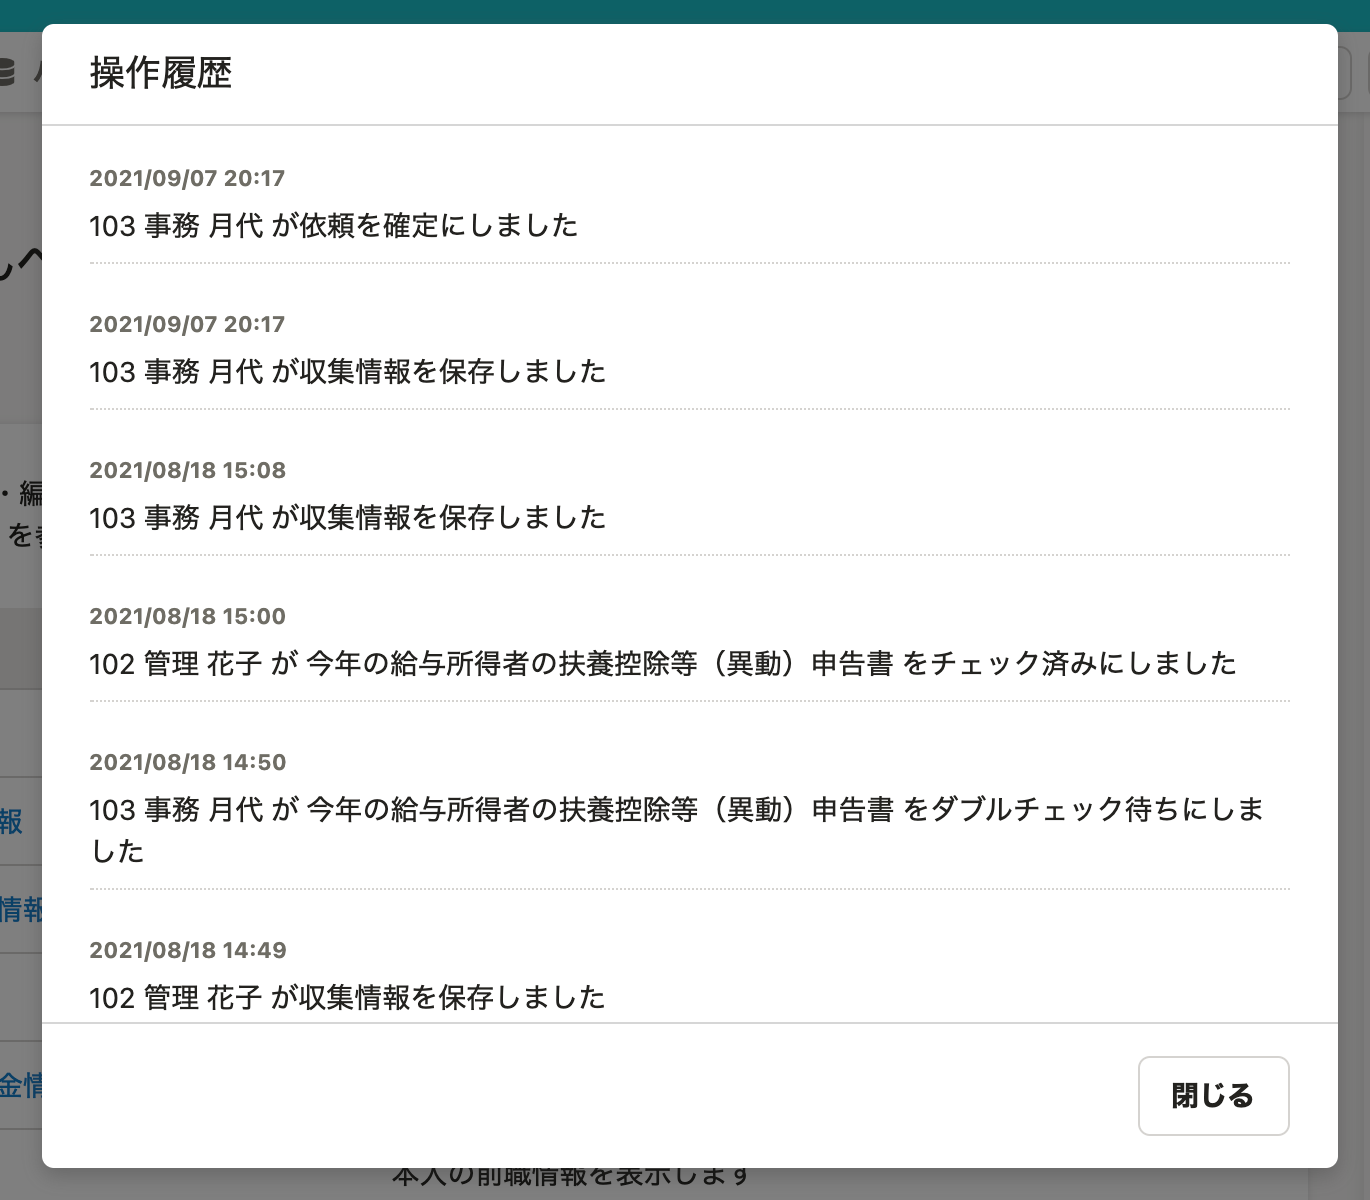 操作履歴
2021/09/07 20:17
103 事務 月代 が依頼を確定にしました
2021/09/07 20:17
103 事務 月代 が収集情報を保存しました
2021/08/18 15:08
103 事務 月代 が収集情報を保存しました
・編
を
2021/08/18 15:00
102 管理 花子 が 今年の給与所得者の扶養控除等（異動）申告書 をチェック済みにしました
2021/08/18 14:50
103 事務 月代 が 今年の給与所得者の扶養控除等（異動）申告書 をダブルチェック待ちにしま
した
報
情報
2021/08/18 14:49
102 管理 花子 が収集情報を保存しました
金情
閉じる
本人の前職情報を表示します